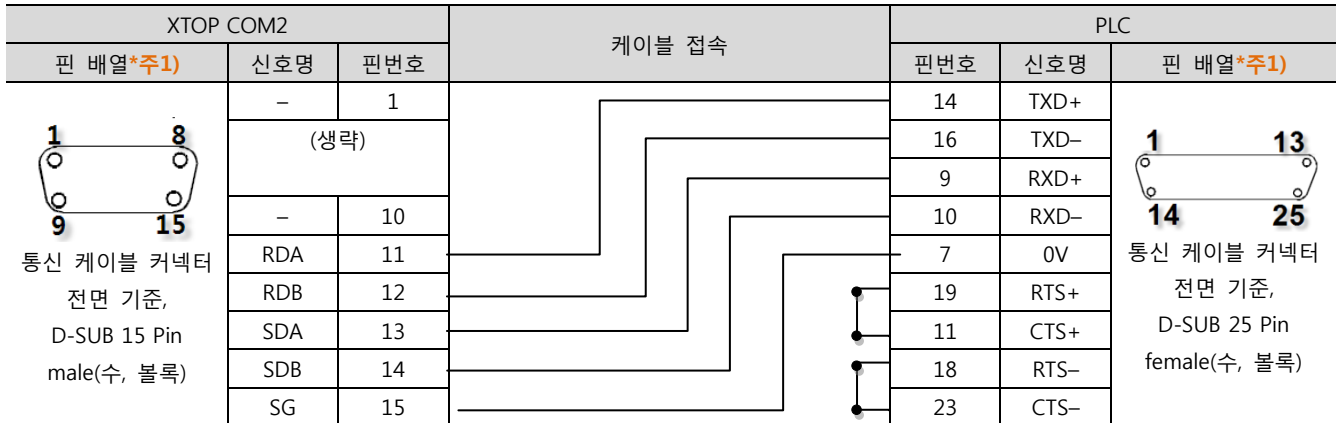 XTOP COM2 케이블 접속 PLC
핀 배열*주1) 신호명 핀번호 핀번호 신호명 핀 배열*주1)
– 1 14 TXD+
(생략) 16 TXD–
9 RXD+
– 10 10 RXD–
RDA 11 7 0V
RDB 12 19 RTS+
SDA 13 11 CTS+
SDB 14 18 RTS–
SG 15 23 CTS–
1 8
9 15
통신 케이블 커넥터
전면 기준,
D-SUB 15 Pin
male(수, 볼록)
1 13
14 25
통신 케이블 커넥터
전면 기준,
D-SUB 25 Pin
female(수, 볼록)